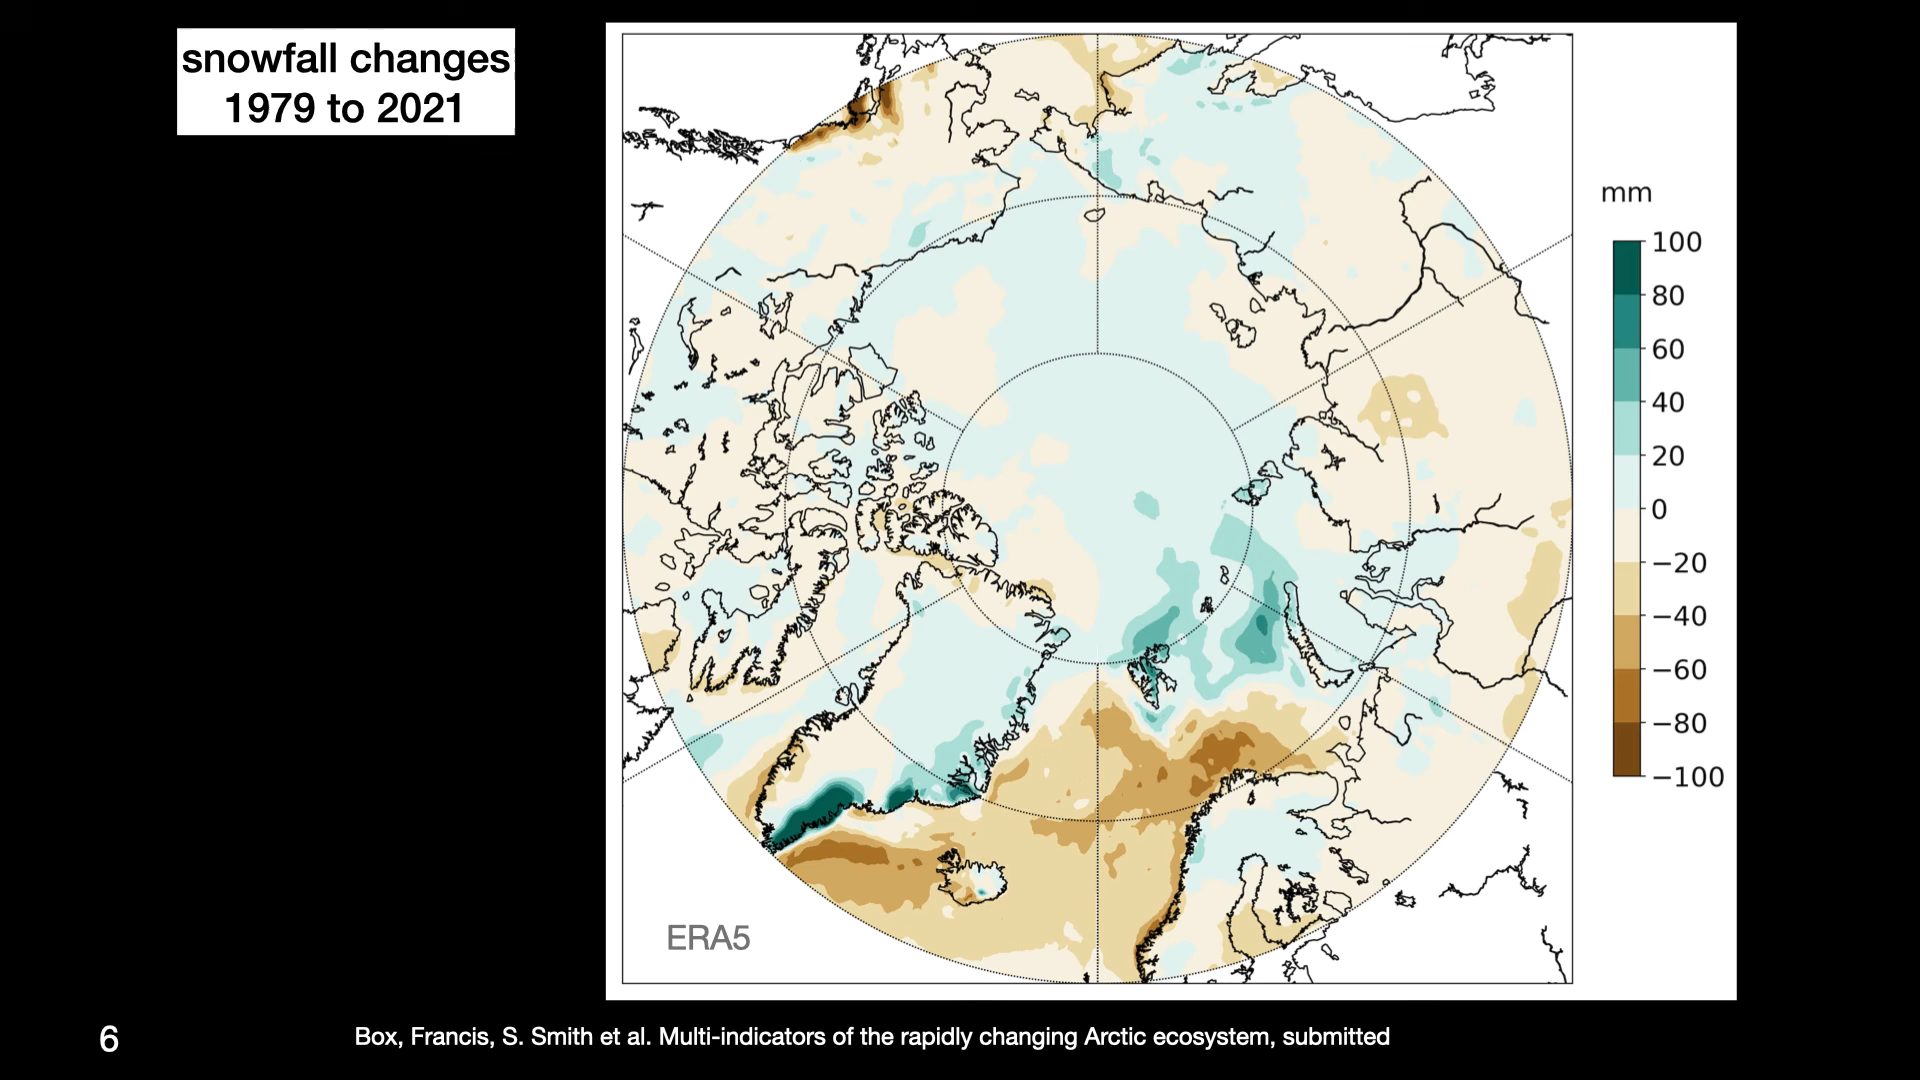 snowfall changes
1979 to 2021
mm
100
80
60
40
20
0
−20
−40
−60
−80
−100
ERA5
6
Box, Francis, S. Smith et al. Multi-indicators of the rapidly changing Arctic ecosystem, submitted